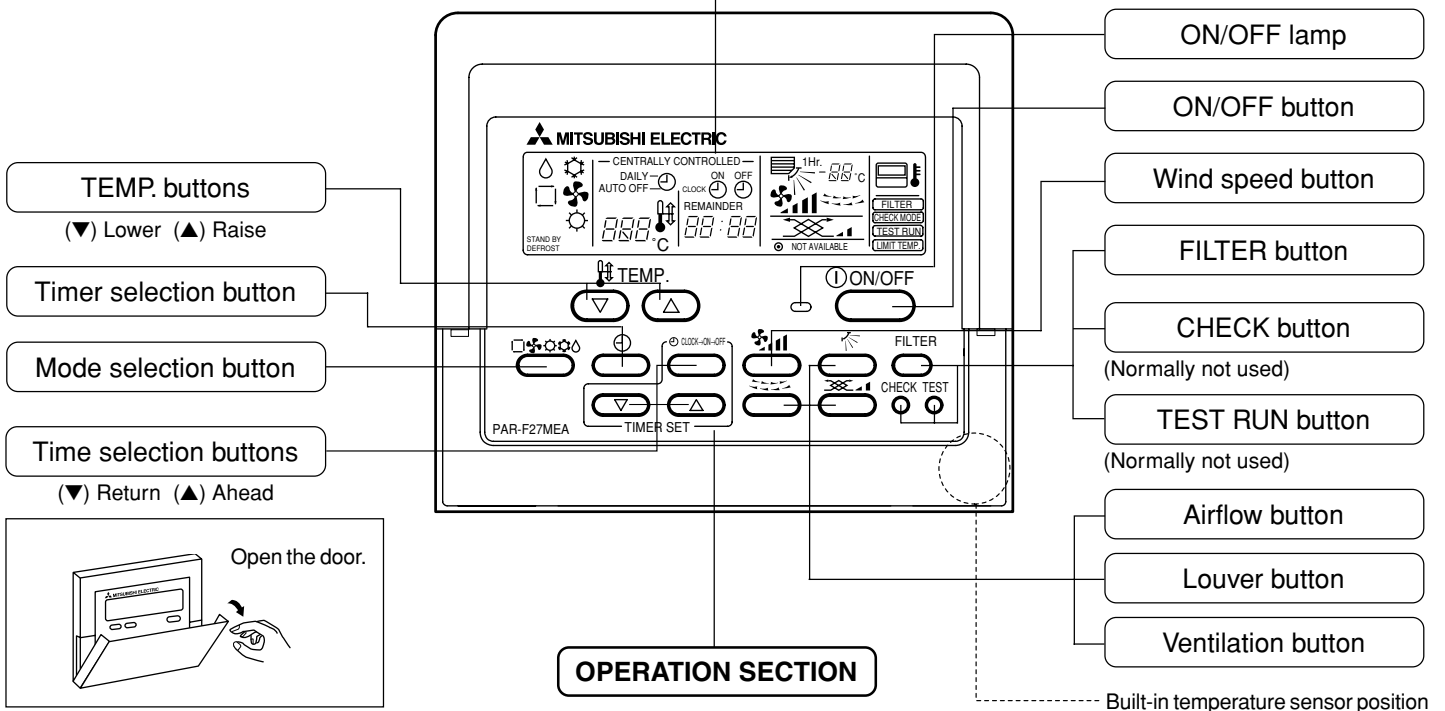 ON/OFF lamp
ON/OFF button
Wind speed button
FILTER button
CHECK button
(Normally not used)
TEST RUN button
(Normally not used)
Airflow button
Louver button
Ventilation button
Built-in temperature sensor position
TEMP. buttons
(▼) Lower (▲) Raise
Timer selection button
Mode selection button
Time selection buttons
(▼) Return (▲) Ahead
Open the door.
MITSUBISHI ELECTRIC
MITSUBISHI ELECTRIC
CENTRALLY CONTROLLED
DAILY
AUTO OFF
CLOCK
ON OFF
REMAINDER
88:88
888
°C
STAND BY
DEFROST
1Hr.
-88 °C
NOT AVAILABLE
FILTER
CHECK MODE
TEST RUN
LIMIT TEMP.
TEMP.
ON/OFF
CLOCK→ON→OFF
FILTER
CHECK TEST
PAR-F27MEA
TIMER SET
OPERATION SECTION